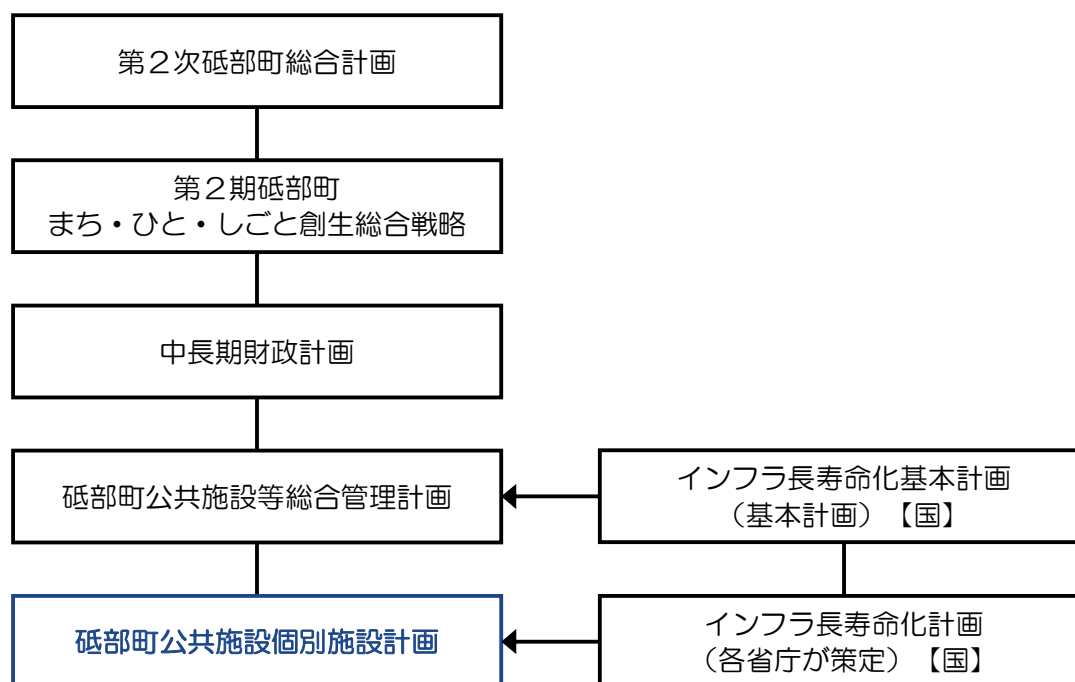 第２次砥部町総合計画
第２期砥部町
まち・ひと・しごと創生総合戦略
中長期財政計画
砥部町公共施設等総合管理計画
インフラ長寿命化基本計画
（基本計画）【国】
砥部町公共施設個別施設計画
インフラ長寿命化計画
（各省庁が策定）【国】